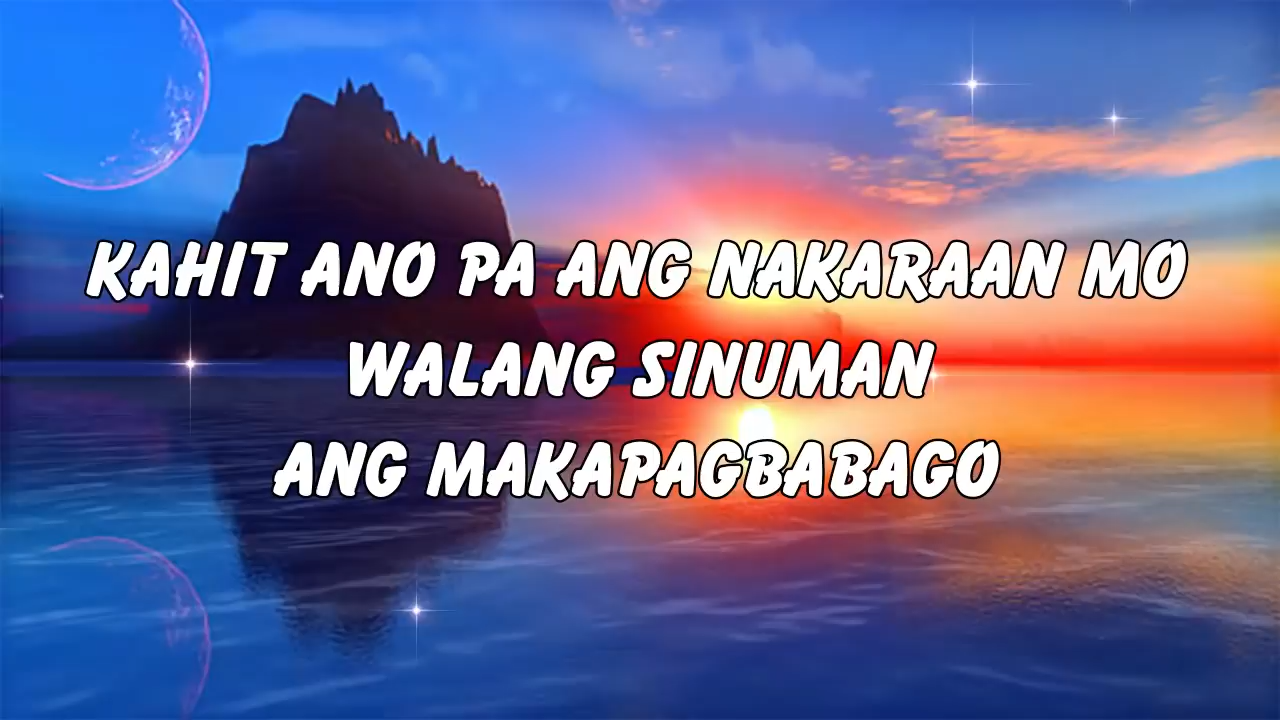 KAHIT ANO PA ANG NAKARAAN MO
WALANG SINUMAN
ANG MAKAPAGBABAGO